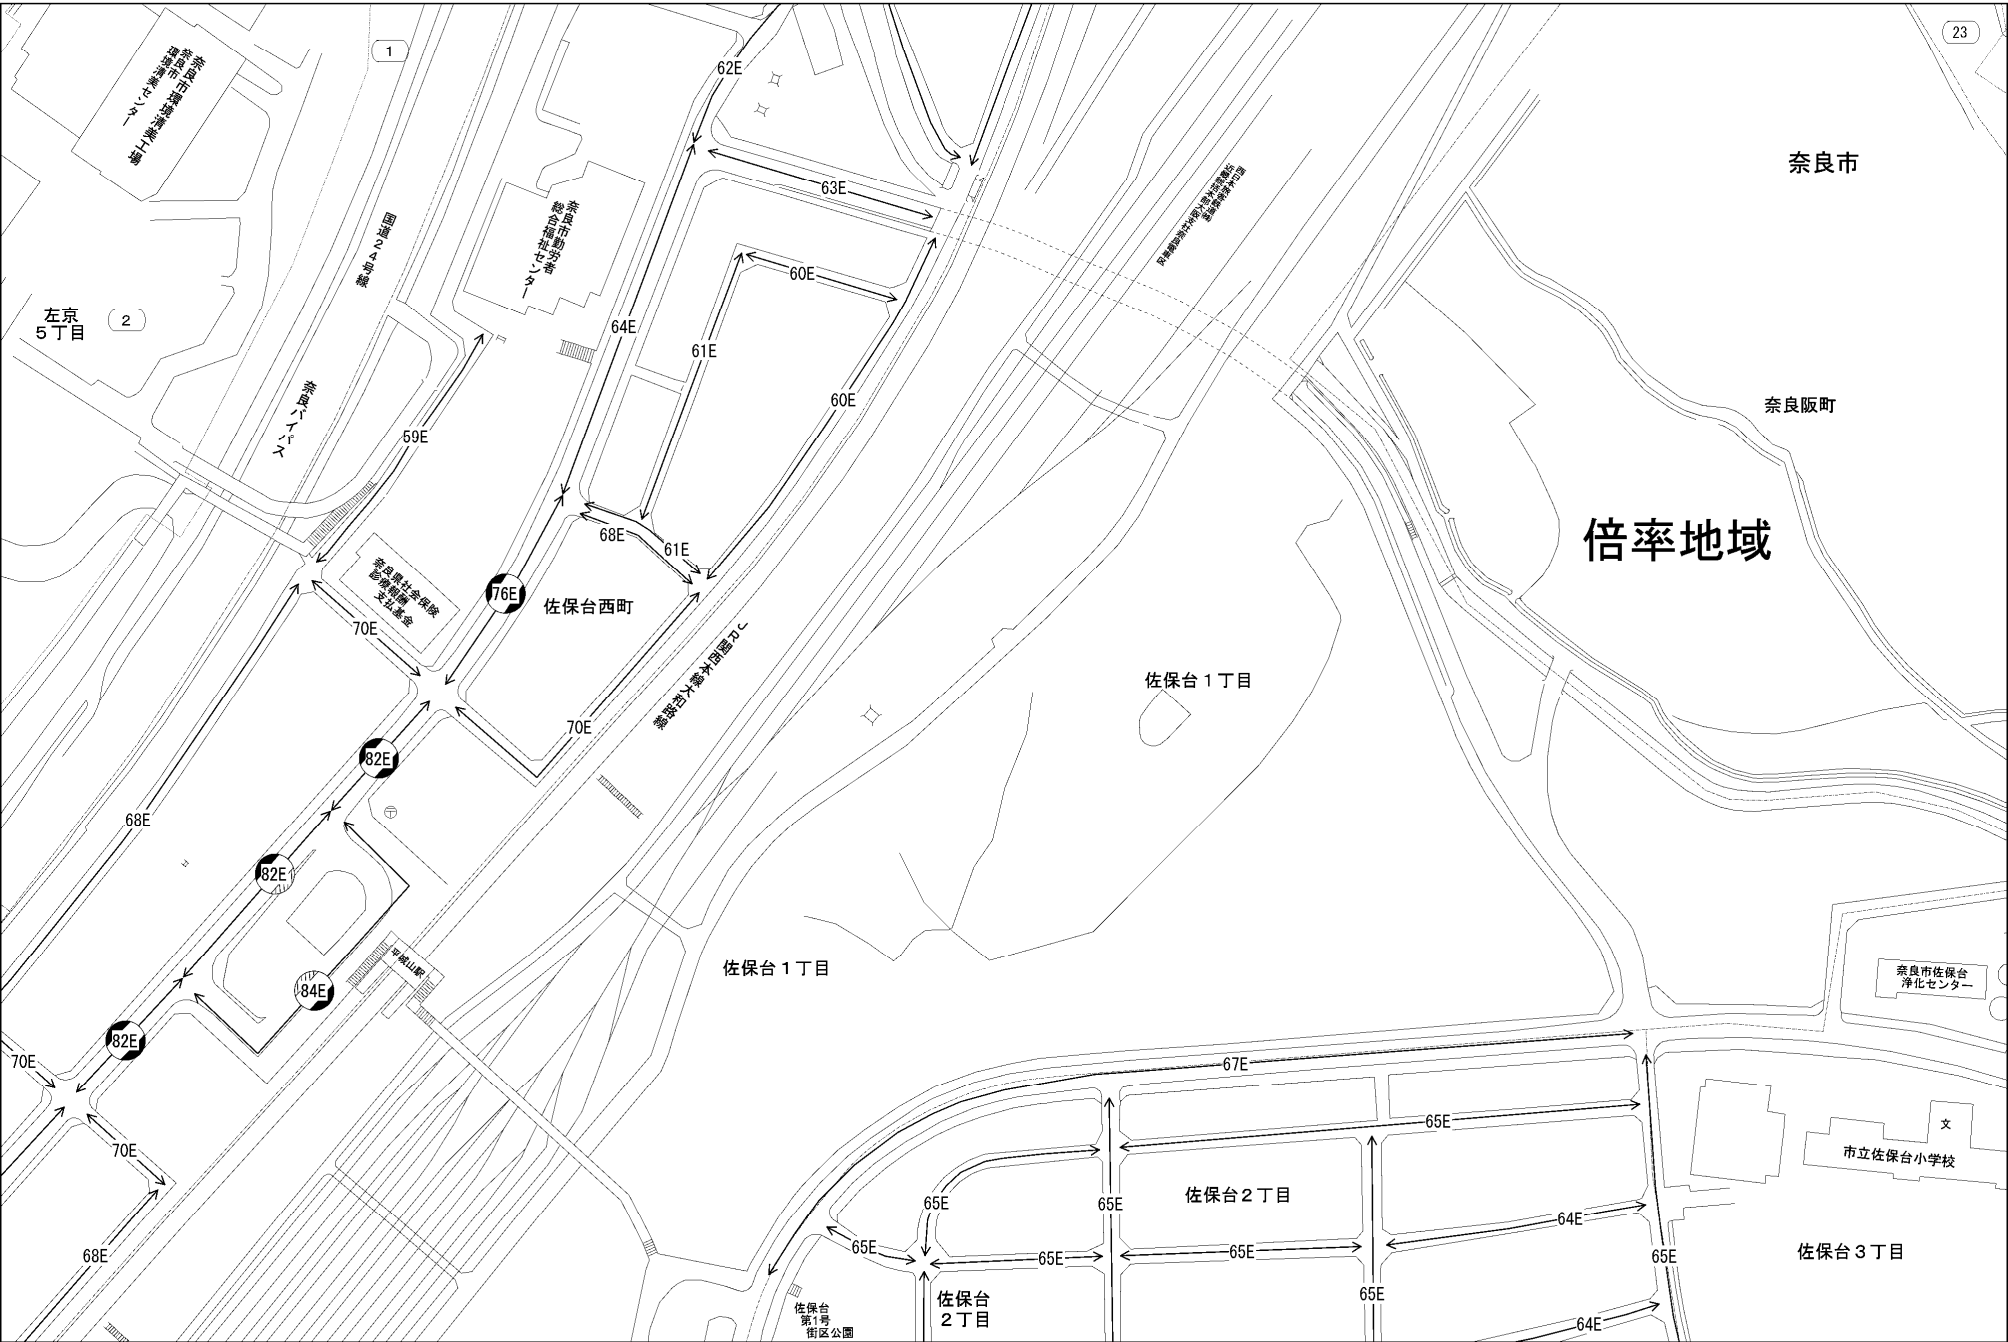 1
23
奈良市環境清美工場
奈良市
環境清美センター
62E
奈良市
63E
国道24号線
奈良市勤労者
総合福祉センター
60E
左京
5丁目
2
64E
61E
60E
奈良バイパス
奈良阪町
59E
倍率地域
68E
61E
奈良県社会保険
診療報酬
支払基金
76E
佐保台西町
70E
JR関西本線大和路線
佐保台1丁目
70E
82E
68E
82E
平城山駅
佐保台1丁目
奈良市佐保台
浄化センター
84E
82E
70E
67E
65E
文
市立佐保台小学校
70E
65E
65E
佐保台2丁目
64E
65E
65E
65E
68E
65E
佐保台3丁目
65E
佐保台
2丁目
佐保台
第1号
街区公園
64E